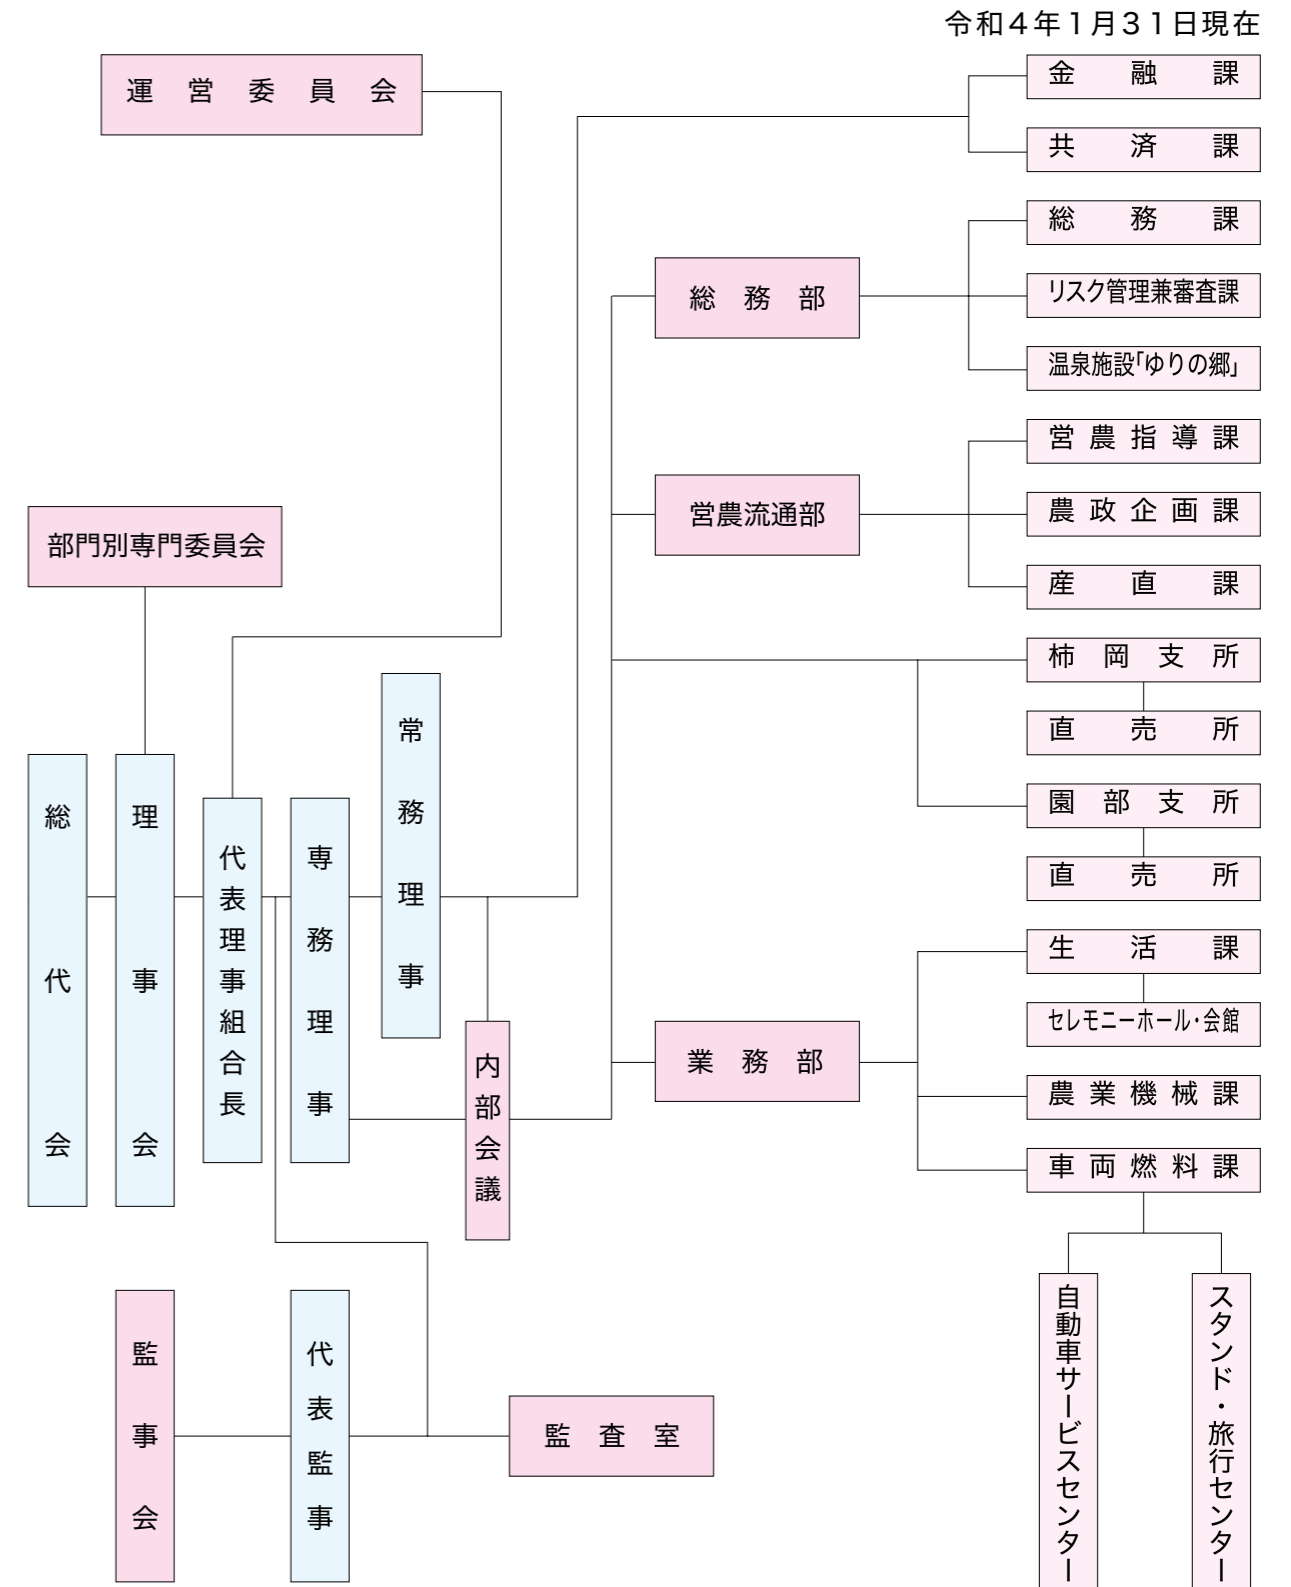 令和4年1月31日現在
運営委員会
金融課
共済課
総務課
総務部
リスク管理兼審査課
温泉施設「ゆりの郷」
営農指導課
営農流通部
農政企画課
部門別専門委員会
産直課
柿岡支所
直売所
園部支所
直売所
総代会
理事会
代表理事組合長
専務理事
常務理事
内部会議
生活課
セレモニーホール・会館
業務部
農業機械課
車両燃料課
自動車サービスセンター
スタンド・旅行センター
監事会
代表監事
監査室